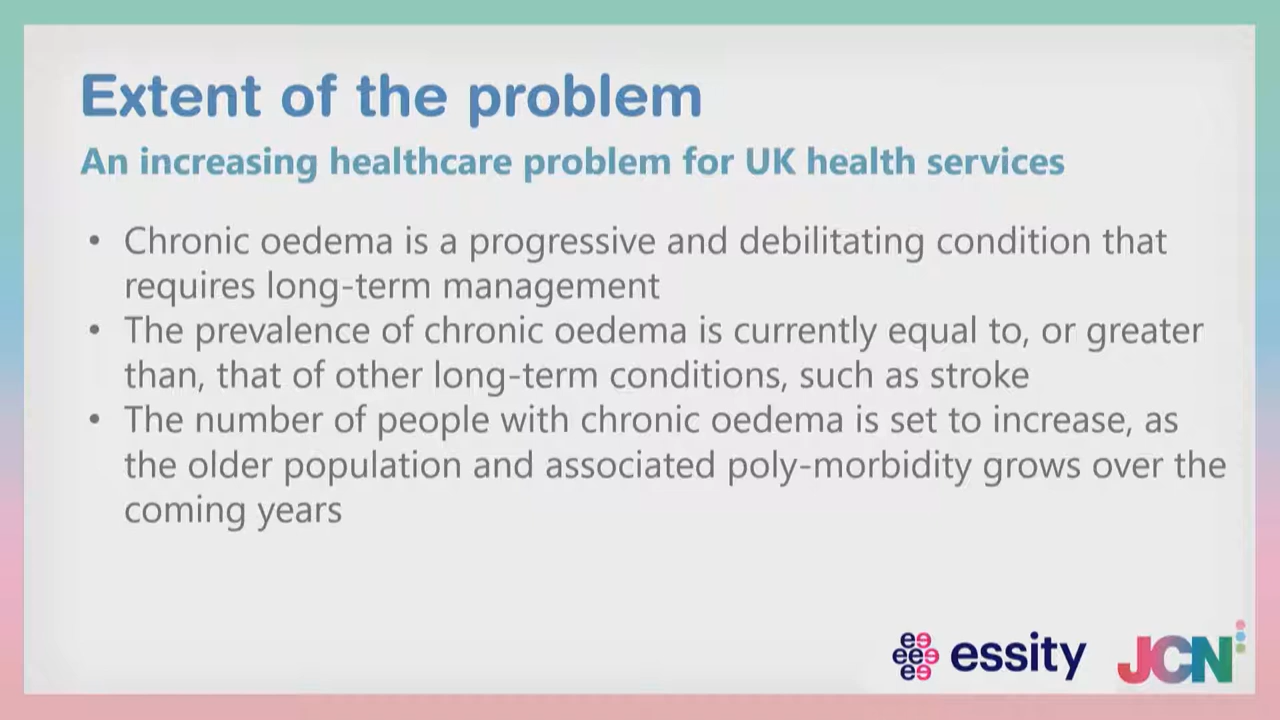 Extent of the problem
An increasing healthcare problem for UK health services
• Chronic oedema is a progressive and debilitating condition that
requires long-term management
• The prevalence of chronic oedema is currently equal to, or greater
than, that of other long-term conditions, such as stroke
• The number of people with chronic oedema is set to increase, as
the older population and associated poly-morbidity grows over the
coming years
essity JCN